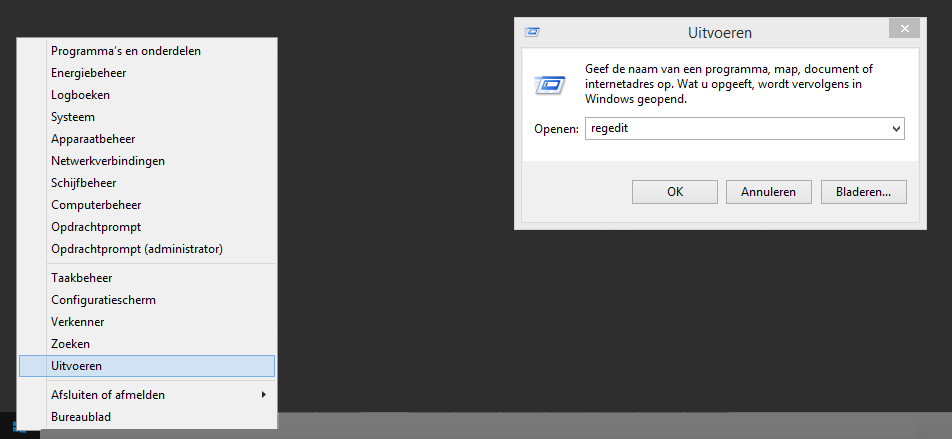 Programma's en onderdelen
Energiebeheer
Logboeken
Systeem
Apparaatbeheer
Netwerkverbindingen
Schijfbeheer
Computerbeheer
Opdrachtprompt
Opdrachtprompt (administrator)
Taakbeheer
Configuratiescherm
Verkenner
Zoeken
Uitvoeren
Afsluiten of afmelden
Bureaublad
Uitvoeren
Geef de naam van een programma, map, document of
internetadres op. Wat u opgeeft, wordt vervolgens in
Windows geopend.
Openen: regedit
OK Annuleren Bladeren...